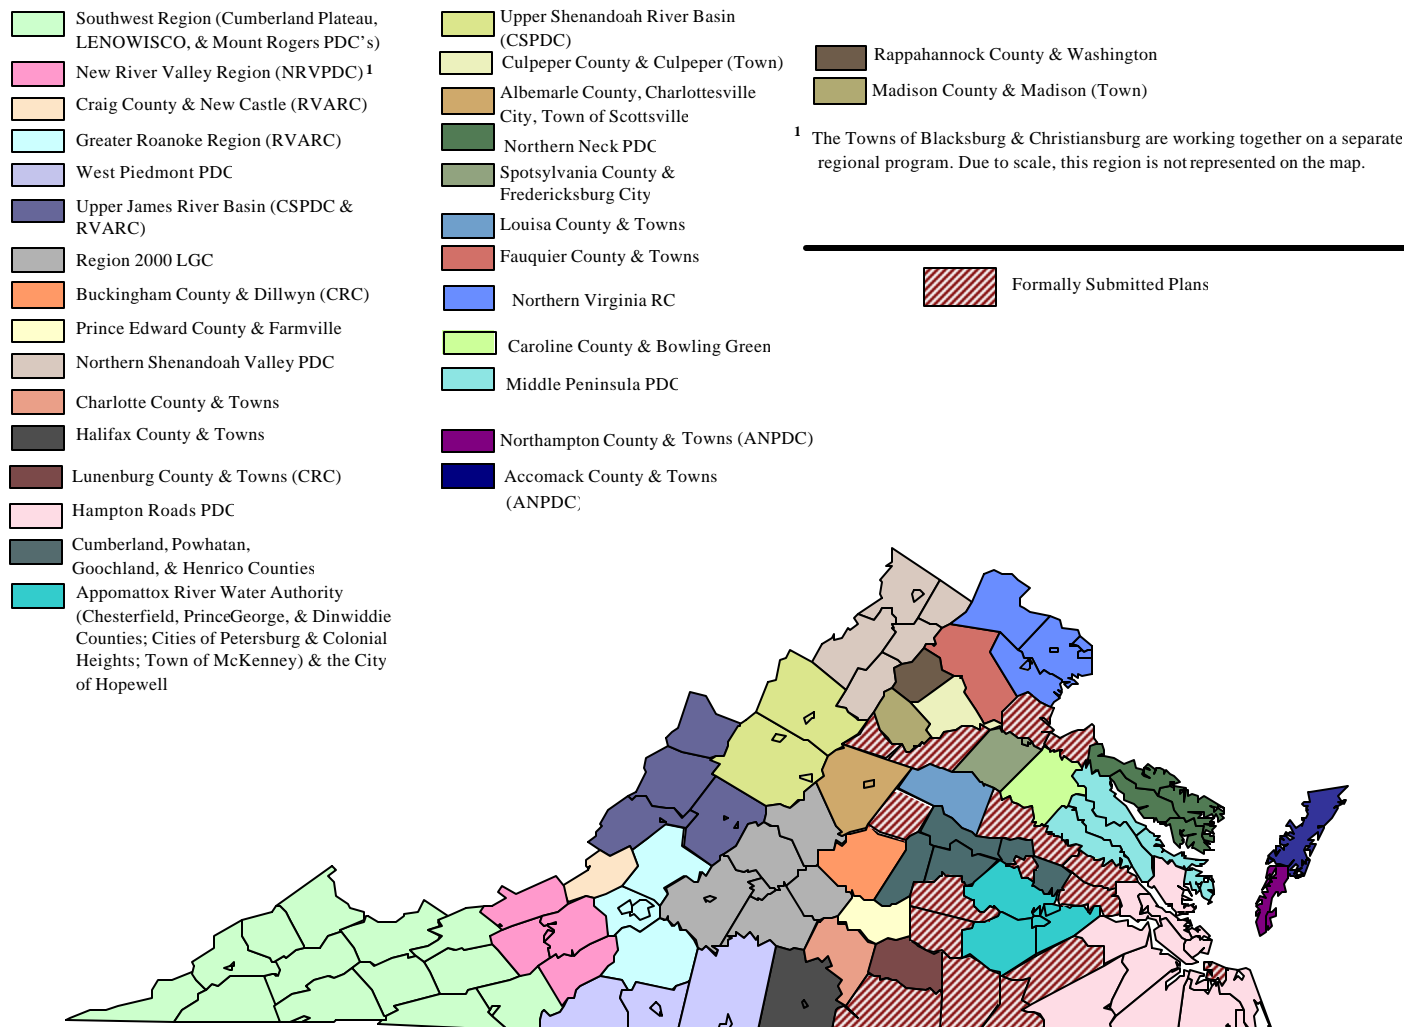 Southwest Region (Cumberland Plateau,
LENOWISCO, & Mount Rogers PDC's)
New River Valley Region (NRVPDC) 1
Craig County & New Castle (RVARC)
Greater Roanoke Region (RVARC)
West Piedmont PDC
Upper James River Basin (CSPDC &
RVARC)
Region 2000 LGC
Buckingham County & Dillwyn (CRC)
Prince Edward County & Farmville
Northern Shenandoah Valley PDC
Charlotte County & Towns
Halifax County & Towns
Lunenburg County & Towns (CRC)
Hampton Roads PDC
Cumberland, Powhatan,
Goochland, & Henrico Counties
Appomattox River Water Authority
(Chesterfield, PrinceGeorge, & Dinwiddie
Counties; Cities of Petersburg & Colonial
Heights; Town of McKenney) & the City
of Hopewell
Upper Shenandoah River Basin
(CSPDC)
Culpeper County & Culpeper (Town)
Albemarle County, Charlottesville
City, Town of Scottsville
Northern Neck PDC
Spotsylvania County &
Fredericksburg City
Louisa County & Towns
Fauquier County & Towns
Northern Virginia RC
Caroline County & Bowling Green
Middle Peninsula PDC
Northampton County & Towns (ANPDC)
Accomack County & Towns
(ANPDC)
Rappahannock County & Washington
Madison County & Madison (Town)
1 The Towns of Blacksburg & Christiansburg are working together on a separate
regional program. Due to scale, this region is not represented on the map.
Formally Submitted Plans